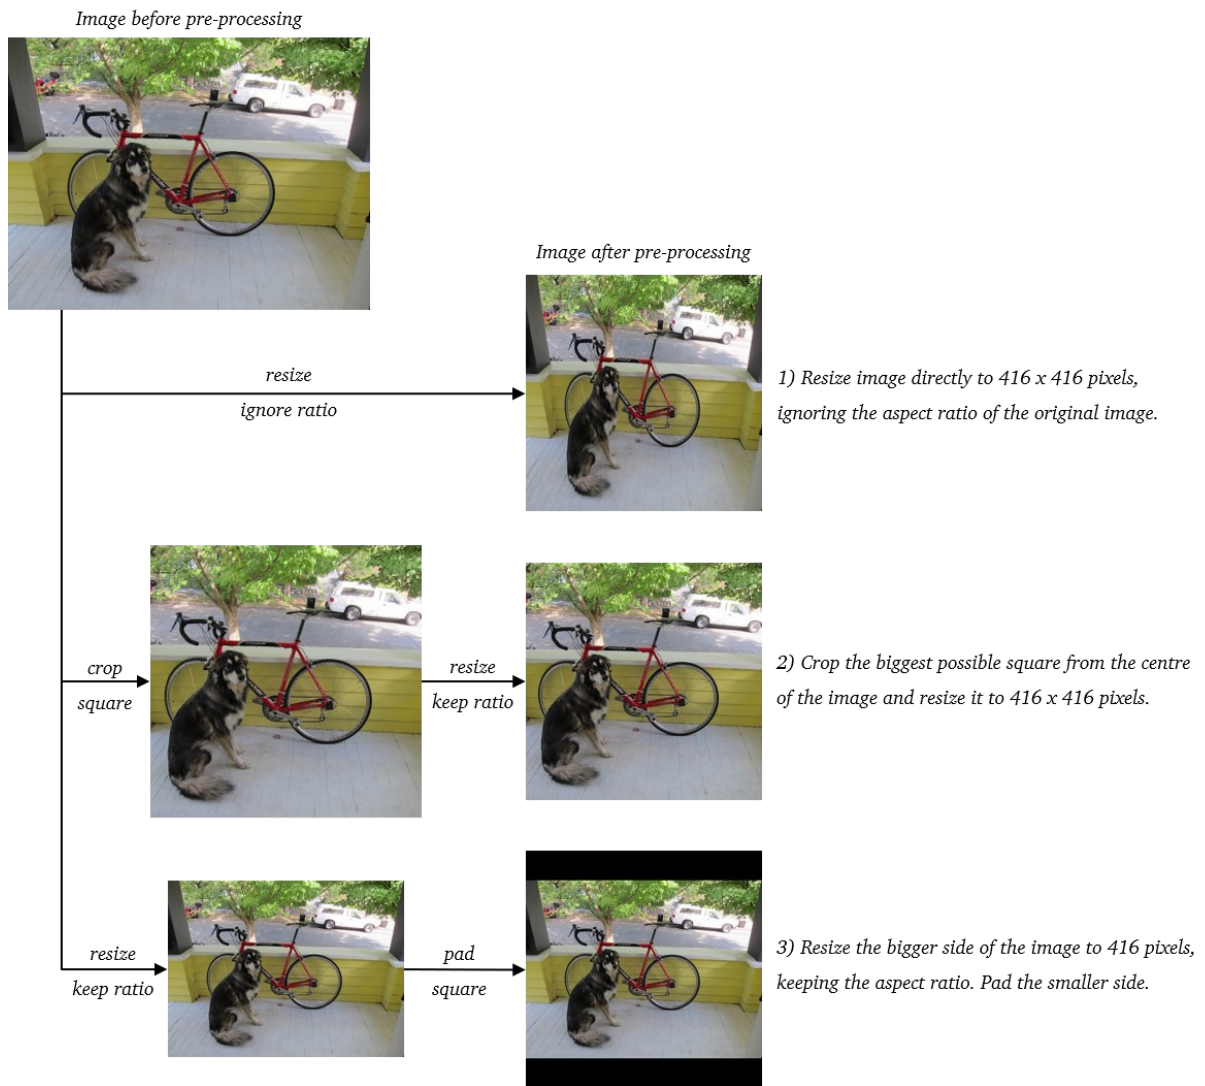 Image before pre-processing
Image after pre-processing
resize
ignore ratio
1) Resize image directly to 416 x 416 pixels,
ignoring the aspect ratio of the original image.
crop
square
resize
keep ratio
2) Crop the biggest possible square from the centre
of the image and resize it to 416 x 416 pixels.
resize
keep ratio
pad
square
3) Resize the bigger side of the image to 416 pixels,
keeping the aspect ratio. Pad the smaller side.